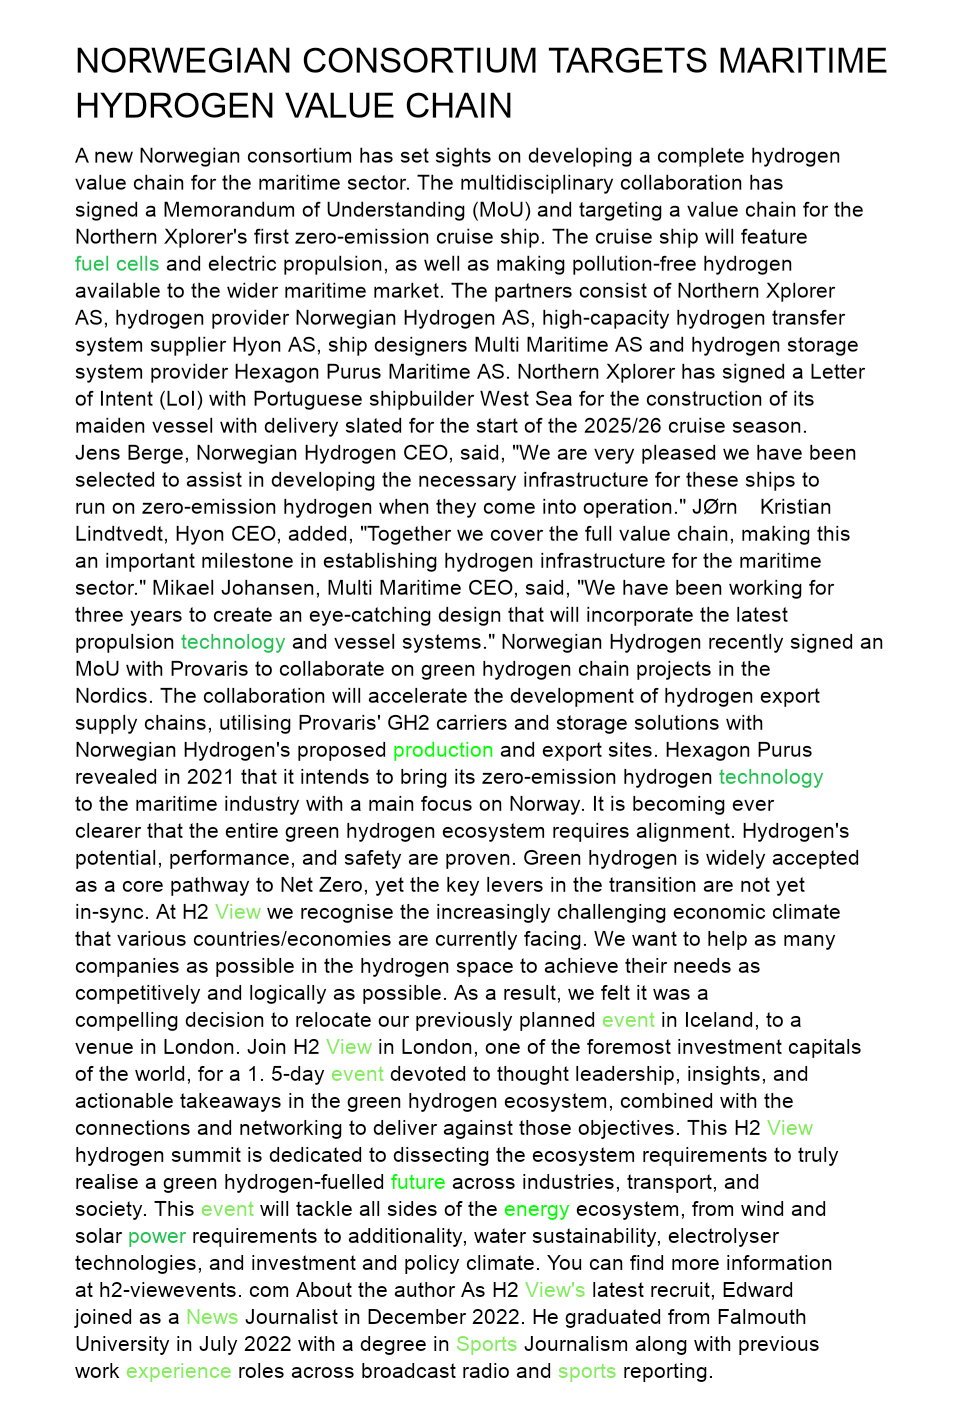 NORWEGIAN CONSORTIUM TARGETS MARITIME
HYDROGEN VALUE CHAIN
A new Norwegian consortium has set sights on developing a complete hydrogen
value chain for the maritime sector. The multidisciplinary collaboration has
signed a Memorandum of Understanding (MoU) and targeting a value chain for the
Northern Xplorer's first zero-emission cruise ship. The cruise ship will feature
fuel cells and electric propulsion, as well as making pollution-free hydrogen
available to the wider maritime market. The partners consist of Northern Xplorer
AS, hydrogen provider Norwegian Hydrogen AS, high-capacity hydrogen transfer
system supplier Hyon AS, ship designers Multi Maritime AS and hydrogen storage
system provider Hexagon Purus Maritime AS. Northern Xplorer has signed a Letter
of Intent (LoI) with Portuguese shipbuilder West Sea for the construction of its
maiden vessel with delivery slated for the start of the 2025/26 cruise season.
Jens Berge, Norwegian Hydrogen CEO, said, "We are very pleased we have been
selected to assist in developing the necessary infrastructure for these ships to
run on zero-emission hydrogen when they come into operation." JØrn Kristian
Lindtvedt, Hyon CEO, added, "Together we cover the full value chain, making this
an important milestone in establishing hydrogen infrastructure for the maritime
sector." Mikael Johansen, Multi Maritime CEO, said, "We have been working for
three years to create an eye-catching design that will incorporate the latest
propulsion technology and vessel systems." Norwegian Hydrogen recently signed an
MoU with Provaris to collaborate on green hydrogen chain projects in the
Nordics. The collaboration will accelerate the development of hydrogen export
supply chains, utilising Provaris' GH2 carriers and storage solutions with
Norwegian Hydrogen's proposed production and export sites. Hexagon Purus
revealed in 2021 that it intends to bring its zero-emission hydrogen technology
to the maritime industry with a main focus on Norway. It is becoming ever
clearer that the entire green hydrogen ecosystem requires alignment. Hydrogen's
potential, performance, and safety are proven. Green hydrogen is widely accepted
as a core pathway to Net Zero, yet the key levers in the transition are not yet
in-sync. At H2 View we recognise the increasingly challenging economic climate
that various countries/economies are currently facing. We want to help as many
companies as possible in the hydrogen space to achieve their needs as
competitively and logically as possible. As a result, we felt it was a
compelling decision to relocate our previously planned event in Iceland, to a
venue in London. Join H2 View in London, one of the foremost investment capitals
of the world, for a 1. 5-day event devoted to thought leadership, insights, and
actionable takeaways in the green hydrogen ecosystem, combined with the
connections and networking to deliver against those objectives. This H2 View
hydrogen summit is dedicated to dissecting the ecosystem requirements to truly
realise a green hydrogen-fuelled future across industries, transport, and
society. This event will tackle all sides of the energy ecosystem, from wind and
solar power requirements to additionality, water sustainability, electrolyser
technologies, and investment and policy climate. You can find more information
at h2-viewevents. com About the author As H2 View's latest recruit, Edward
joined as a News Journalist in December 2022. He graduated from Falmouth
University in July 2022 with a degree in Sports Journalism along with previous
work experience roles across broadcast radio and sports reporting.